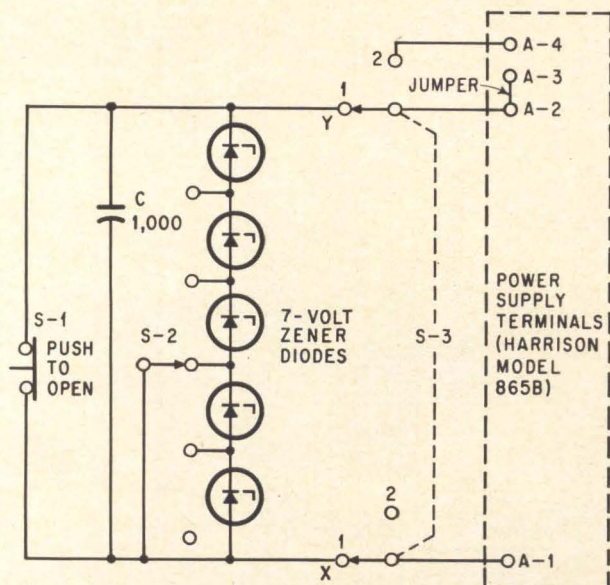 A-4
2
A-3
JUMPER
1
A-2
Y
C
1,000
POWER
SUPPLY
TERMINALS
(HARRISON
MODEL
865B)
7-VOLT
ZENER
DIODES
S-1
PUSH
TO
OPEN
S-2
S-3
2
1
A-1
X